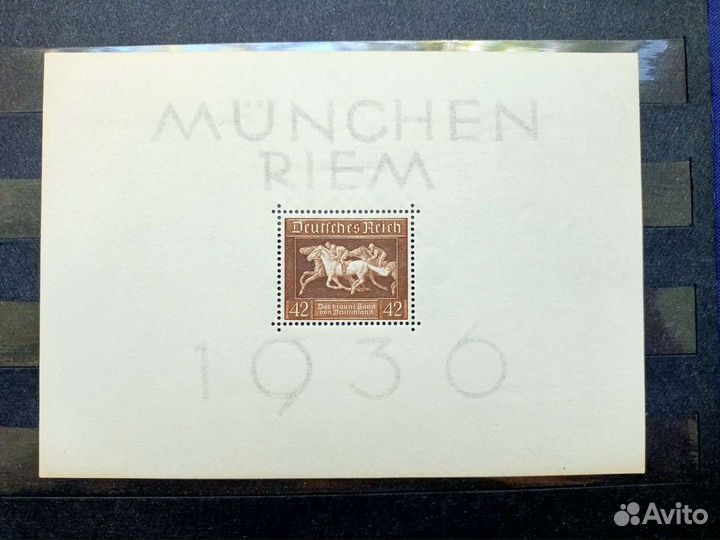 MÜNCHEN
RIEM
Deutsches Reich
42 Das braune Band 42
von Deutschland
1936
Avito